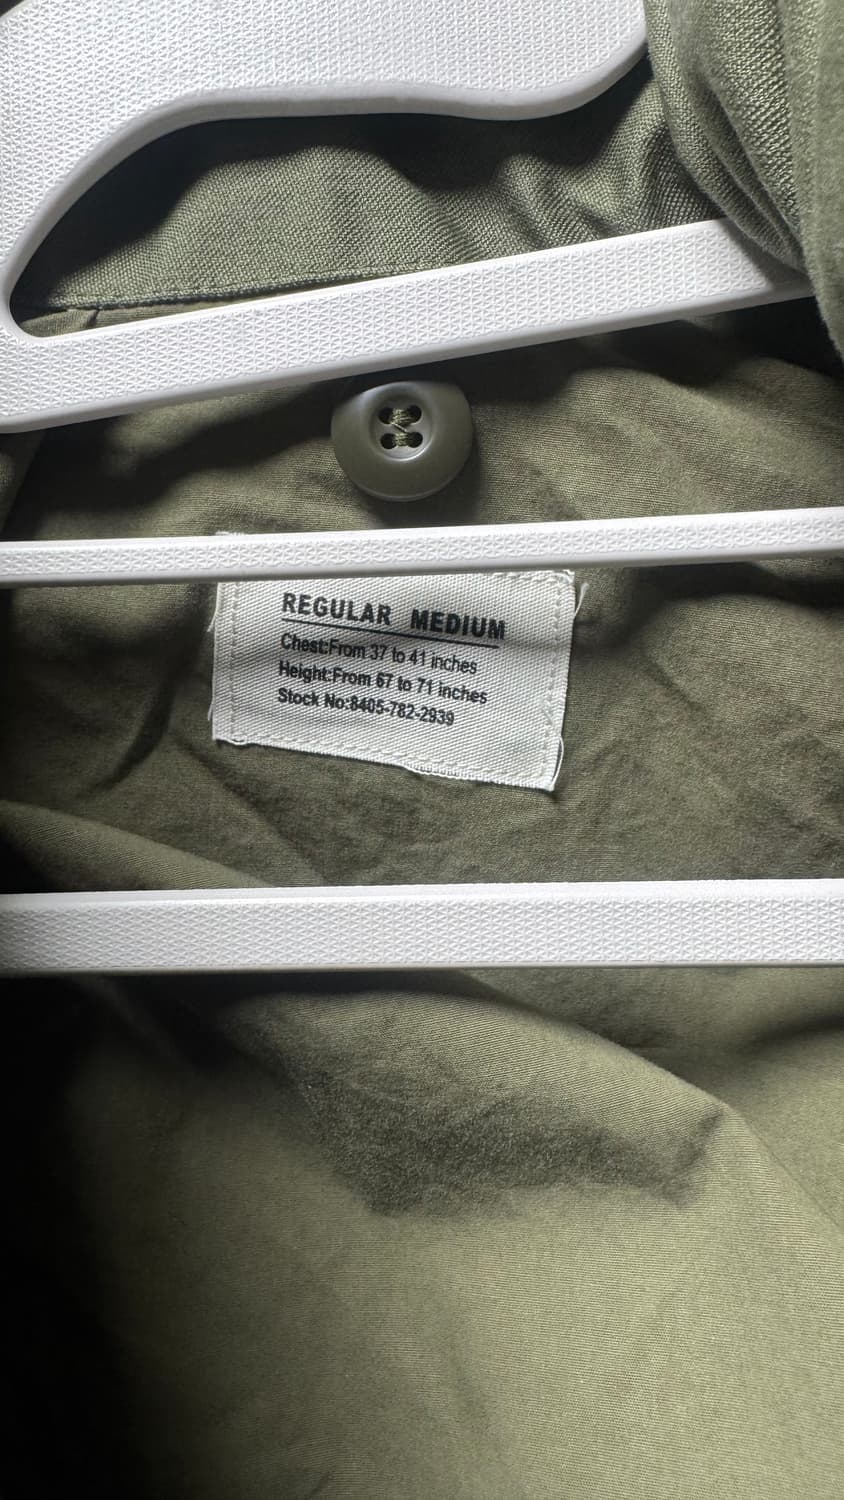 REGULAR MEDIUM
Chest:From 37 to 41 inches
Height:From 67 to 71 inches
Stock No:8405-782-2939